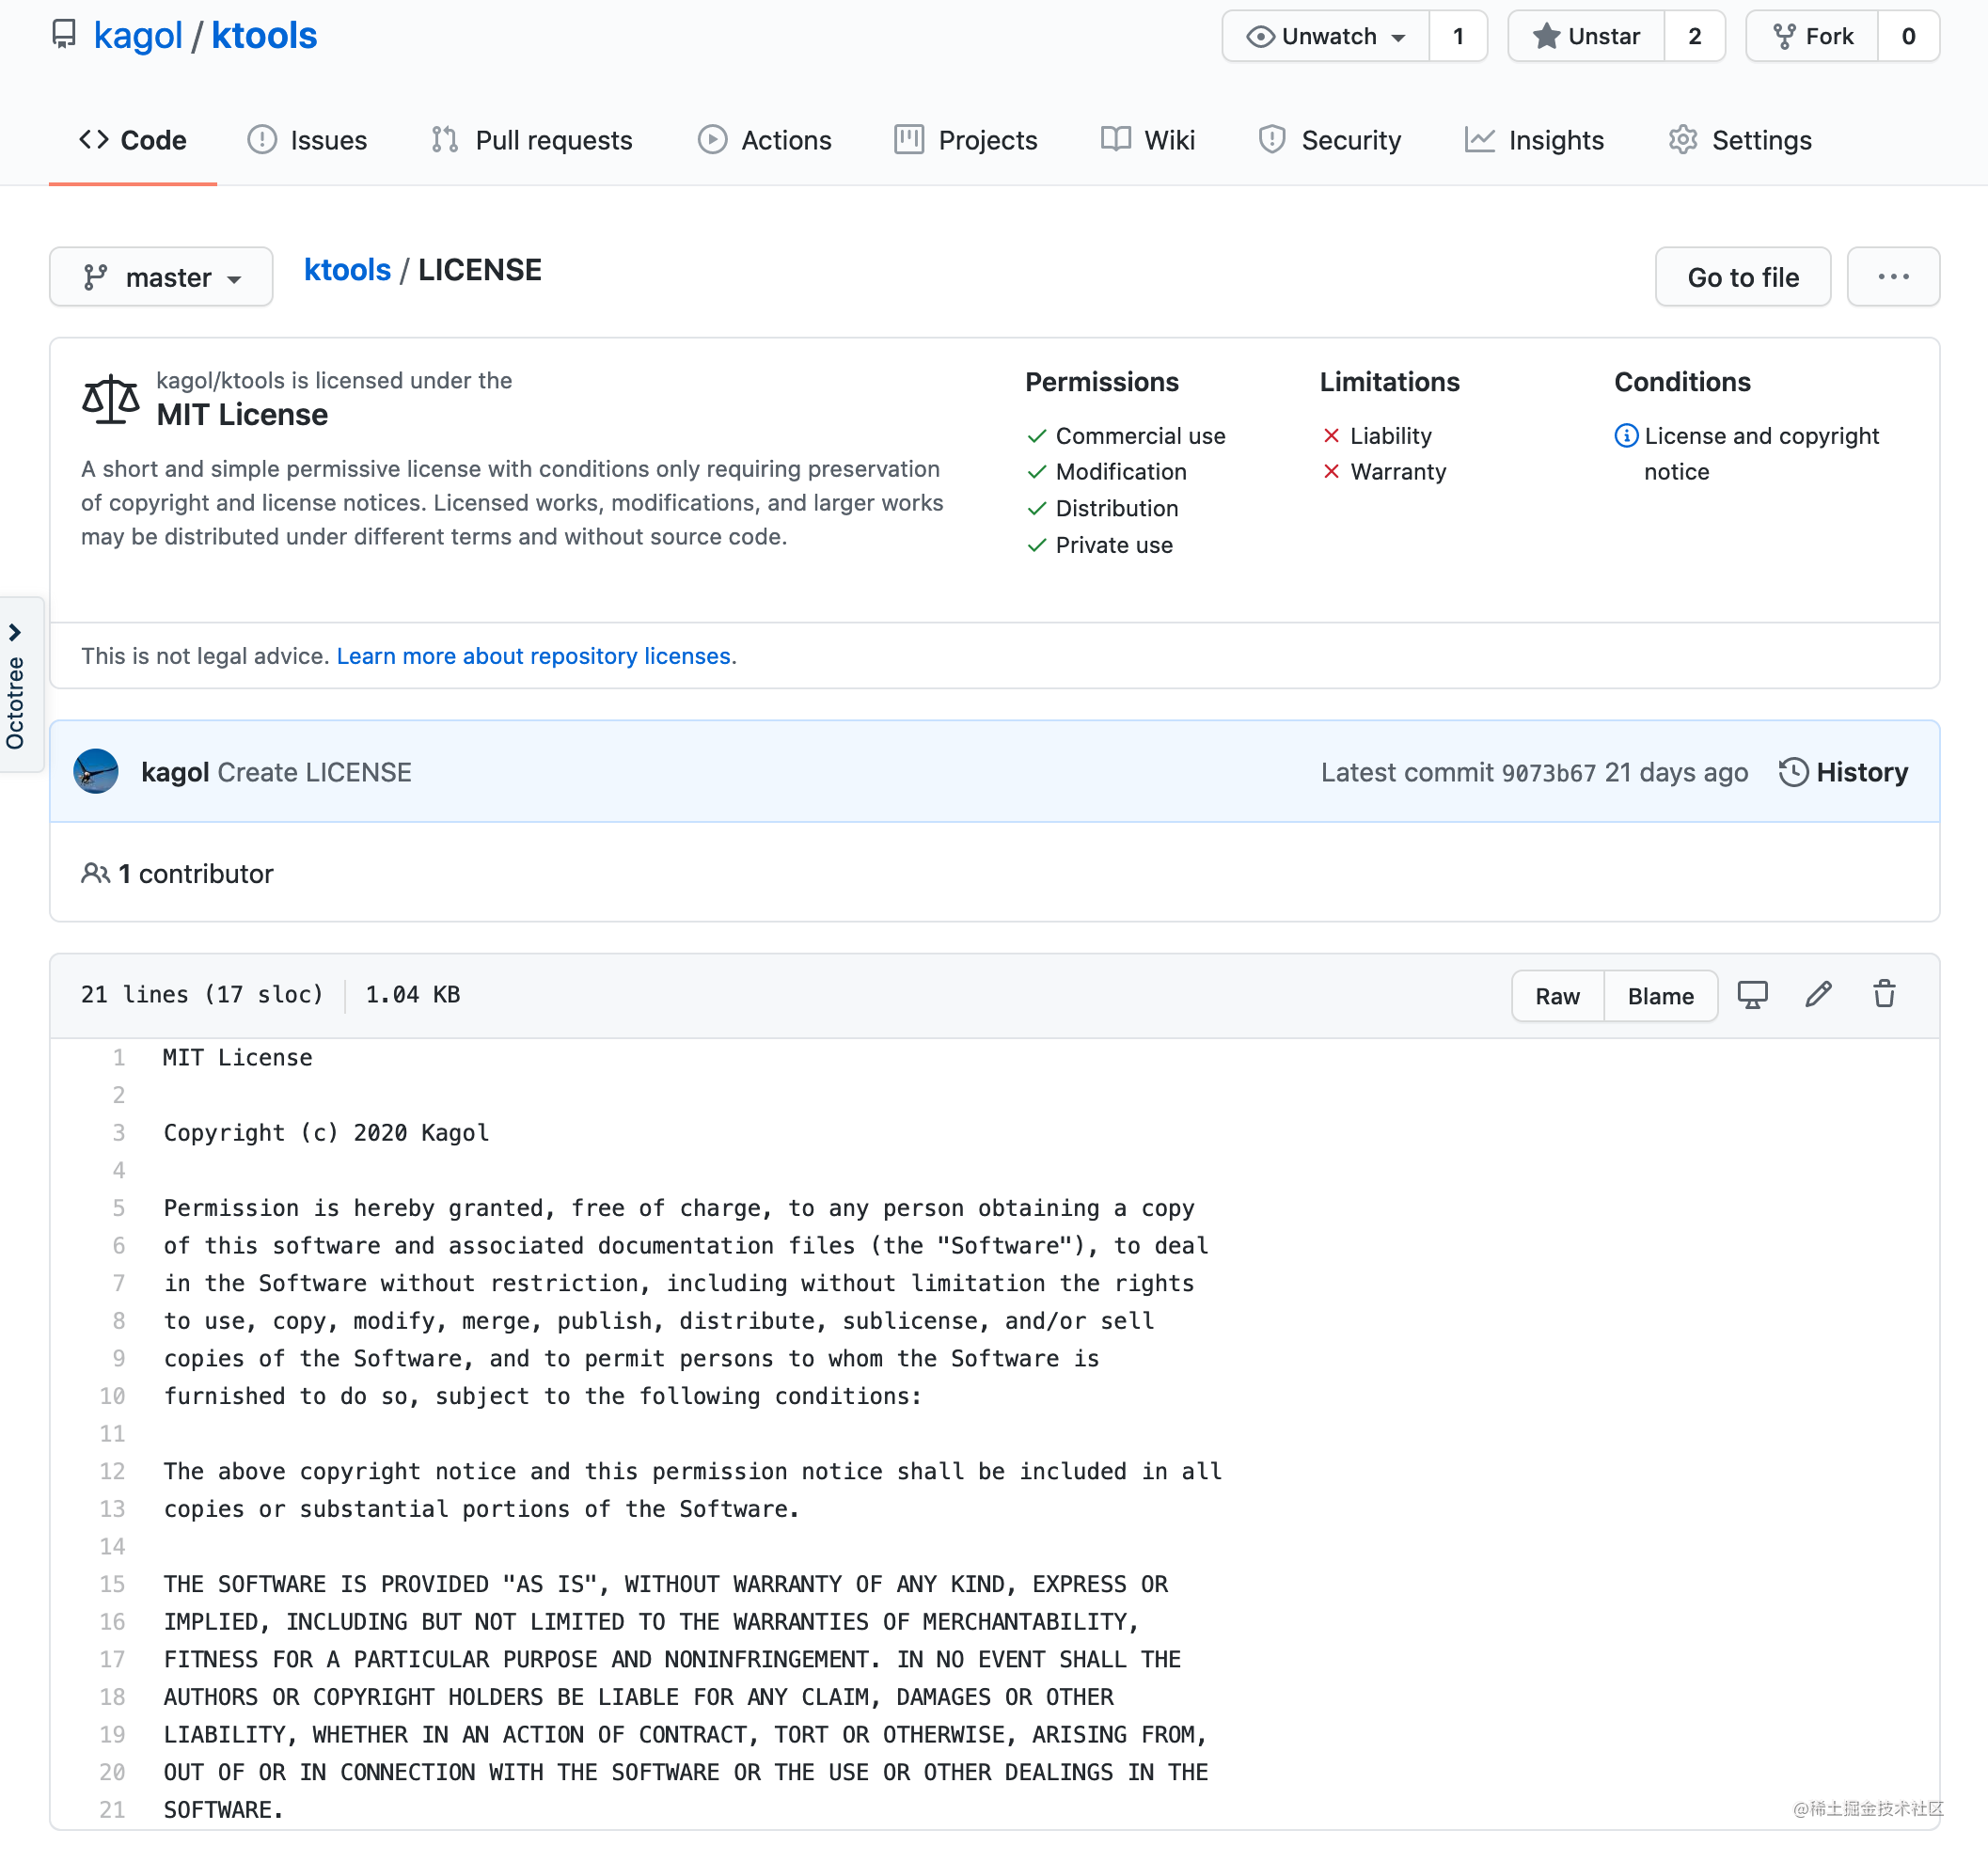 kagol / ktools
Unwatch 1
Unstar 2
Fork 0
Code
Issues
Pull requests
Actions
Projects
Wiki
Security
Insights
Settings
master
ktools / LICENSE
Go to file
...
kagol/ktools is licensed under the
MIT License
A short and simple permissive license with conditions only requiring preservation
of copyright and license notices. Licensed works, modifications, and larger works
may be distributed under different terms and without source code.
Permissions
Commercial use
Modification
Distribution
Private use
Limitations
Liability
Warranty
Conditions
License and copyright
notice
This is not legal advice. Learn more about repository licenses.
Octotree
kagol Create LICENSE
Latest commit 9073b67 21 days ago
History
1 contributor
21 lines (17 sloc) 1.04 KB
Raw
Blame
1 MIT License
2
3 Copyright (c) 2020 Kagol
4
5 Permission is hereby granted, free of charge, to any person obtaining a copy
6 of this software and associated documentation files (the "Software"), to deal
7 in the Software without restriction, including without limitation the rights
8 to use, copy, modify, merge, publish, distribute, sublicense, and/or sell
9 copies of the Software, and to permit persons to whom the Software is
10 furnished to do so, subject to the following conditions:
11
12 The above copyright notice and this permission notice shall be included in all
13 copies or substantial portions of the Software.
14
15 THE SOFTWARE IS PROVIDED "AS IS", WITHOUT WARRANTY OF ANY KIND, EXPRESS OR
16 IMPLIED, INCLUDING BUT NOT LIMITED TO THE WARRANTIES OF MERCHANTABILITY,
17 FITNESS FOR A PARTICULAR PURPOSE AND NONINFRINGEMENT. IN NO EVENT SHALL THE
18 AUTHORS OR COPYRIGHT HOLDERS BE LIABLE FOR ANY CLAIM, DAMAGES OR OTHER
19 LIABILITY, WHETHER IN AN ACTION OF CONTRACT, TORT OR OTHERWISE, ARISING FROM,
20 OUT OF OR IN CONNECTION WITH THE SOFTWARE OR THE USE OR OTHER DEALINGS IN THE
21 SOFTWARE.
@稀土掘金技术社区